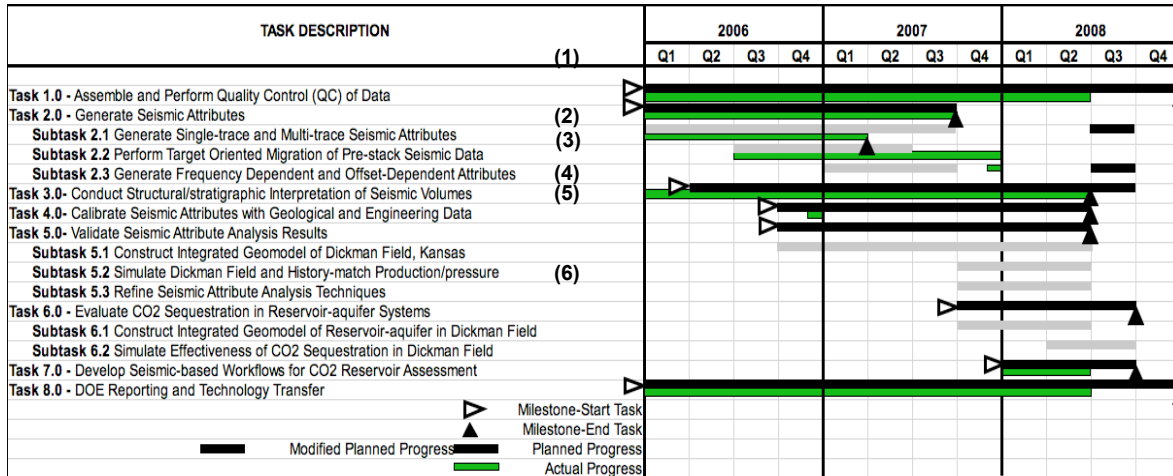 TASK DESCRIPTION 2006 2007 2008
(1) Q1 Q2 Q3 Q4 Q1 Q2 Q3 Q4 Q1 Q2 Q3 Q4
Task 1.0 - Assemble and Perform Quality Control (QC) of Data
Task 2.0 - Generate Seismic Attributes (2)
Subtask 2.1 Generate Single-trace and Multi-trace Seismic Attributes
(3)
Subtask 2.2 Perform Target Oriented Migration of Pre-stack Seismic Data
Subtask 2.3 Generate Frequency Dependent and Offset-Dependent Attributes (4)
Task 3.0- Conduct Structural/stratigraphic Interpretation of Seismic Volumes (5)
Task 4.0- Calibrate Seismic Attributes with Geological and Engineering Data
Task 5.0- Validate Seismic Attribute Analysis Results
Subtask 5.1 Construct Integrated Geomodel of Dickman Field, Kansas
Subtask 5.2 Simulate Dickman Field and History-match Production/pressure (6)
Subtask 5.3 Refine Seismic Attribute Analysis Techniques
Task 6.0 - Evaluate CO2 Sequestration in Reservoir-aquifer Systems
Subtask 6.1 Construct Integrated Geomodel of Reservoir-aquifer in Dickman Field
Subtask 6.2 Simulate Effectiveness of CO2 Sequestration in Dickman Field
Task 7.0 - Develop Seismic-based Workflows for CO2 Reservoir Assessment
Task 8.0 - DOE Reporting and Technology Transfer
Milestone-Start Task
Milestone-End Task
Modified Planned Progress Planned Progress
Actual Progress